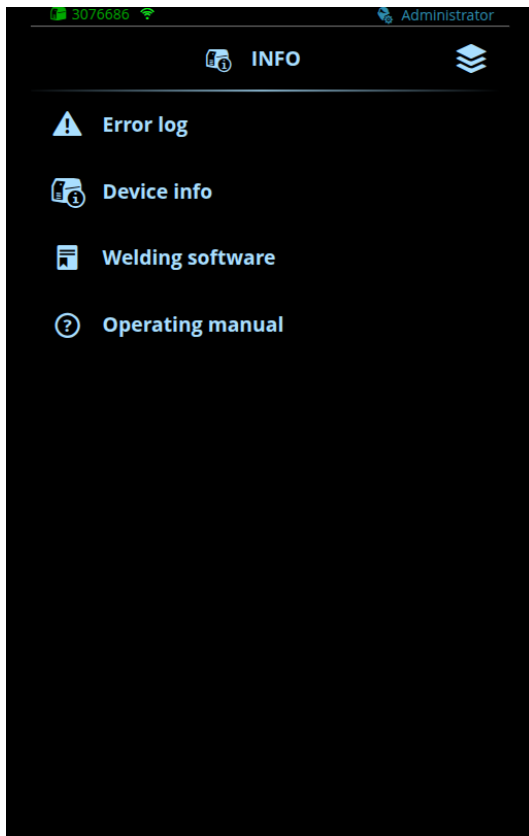 3076686 Administrator
INFO
Error log
Device info
Welding software
Operating manual